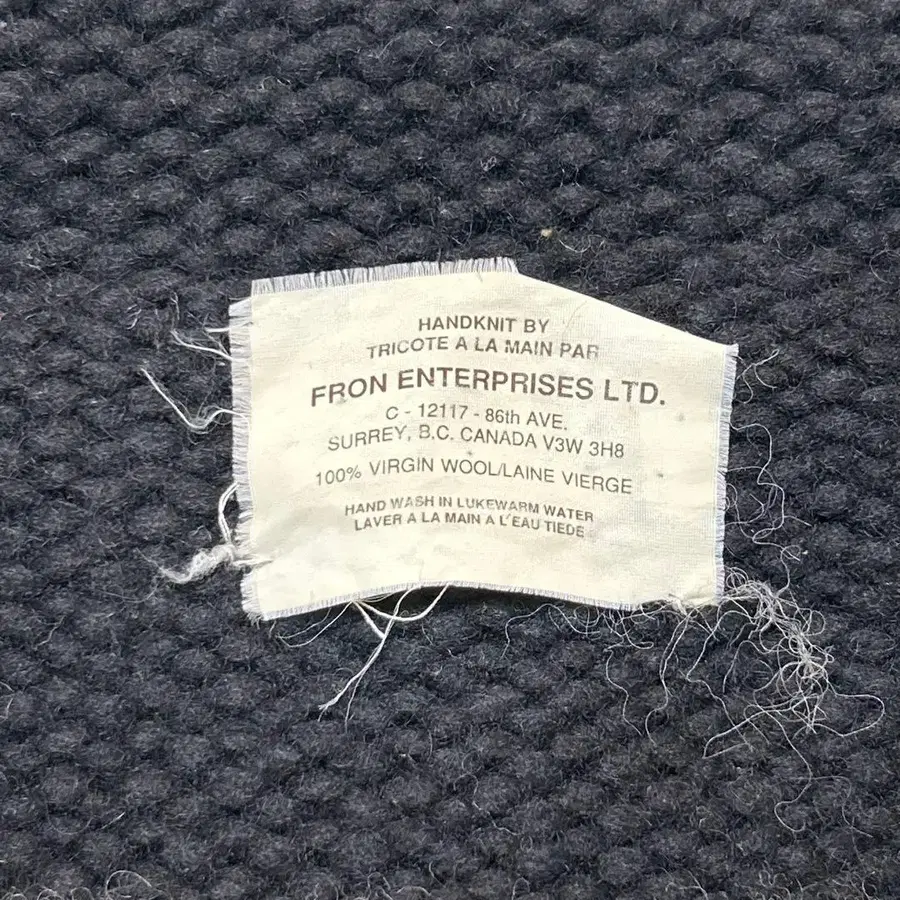 HANDKNIT BY
TRICOTE A LA MAIN PAR
FRON ENTERPRISES LTD.
C - 12117 - 86th AVE.
SURREY, B.C. CANADA V3W 3H8
100% VIRGIN WOOL/LAINE VIERGE
HAND WASH IN LUKEWARM WATER
LAVER A LA MAIN A L'EAU TIEDE